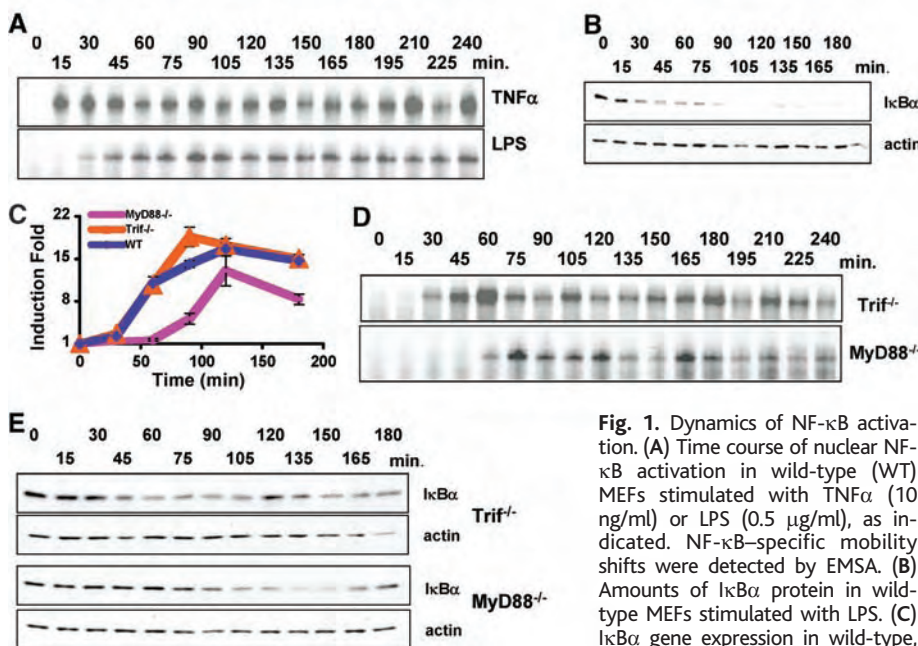 A
0 30 60 90 120 150 180 210 240
15 45 75 105 135 165 195 225 min.
TNFα
LPS
B
0 30 60 90 120 150 180
15 45 75 105 135 165 min.
IκBα
actin
C
Induction Fold
22
15
8
1
MyD88-/-
Trif-/-
WT
0 50 100 150 200
Time (min)
D
0 30 60 90 120 150 180 210 240
15 45 75 105 135 165 195 225 min.
Trif-/-
MyD88-/-
E
0 30 60 90 120 150 180
15 45 75 105 135 165 min.
IκBα
Trif-/-
actin
IκBα
MyD88-/-
actin
Fig. 1. Dynamics of NF-κB activa-
tion. (A) Time course of nuclear NF-
κB activation in wild-type (WT)
MEFs stimulated with TNFα (10
ng/ml) or LPS (0.5 μg/ml), as in-
dicated. NF-κB–specific mobility
shifts were detected by EMSA. (B)
Amounts of IκBα protein in wild-
type MEFs stimulated with LPS. (C)
IκBα gene expression in wild-type,